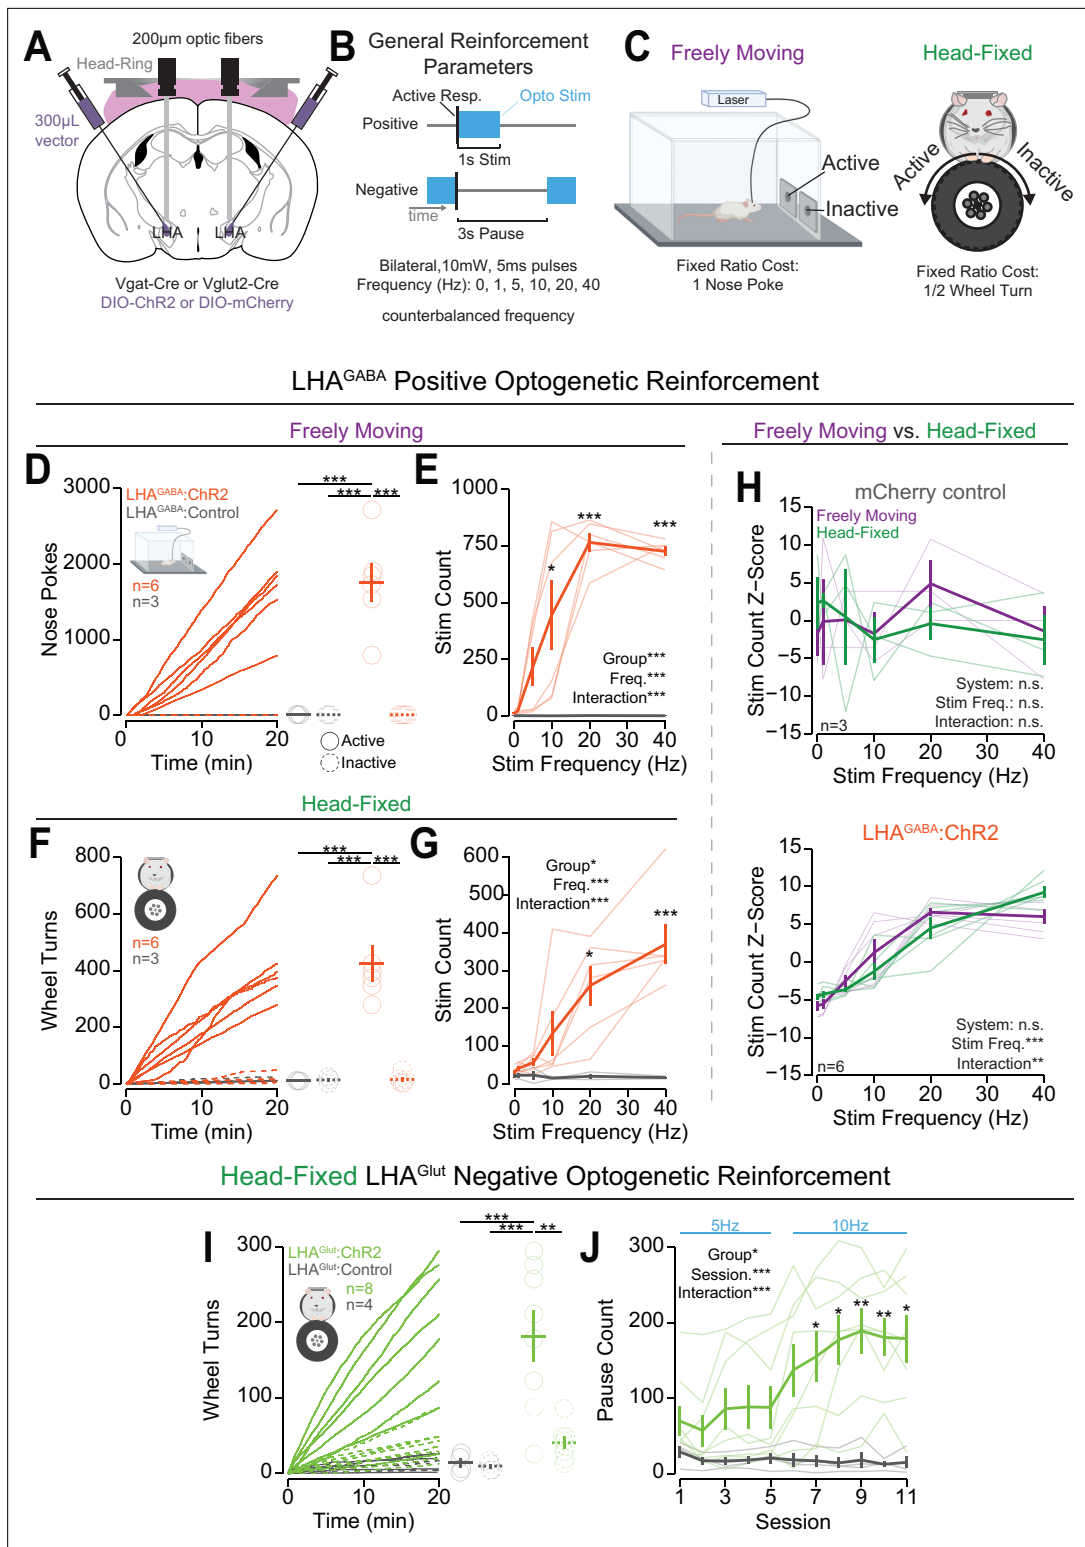 A
200µm optic fibers
Head-Ring
300µL
vector
LHA
LHA
Vgat-Cre or Vglut2-Cre
DIO-ChR2 or DIO-mCherry
B
General Reinforcement
Parameters
Active Resp.
Opto Stim
Positive
1s Stim
Negative
time
3s Pause
Bilateral,10mW, 5ms pulses
Frequency (Hz): 0, 1, 5, 10, 20, 40
counterbalanced frequency
C
Freely Moving
Laser
Active
Inactive
Fixed Ratio Cost:
1 Nose Poke
Head-Fixed
Active
Inactive
Fixed Ratio Cost:
1/2 Wheel Turn
LHAGABA Positive Optogenetic Reinforcement
Freely Moving
Freely Moving vs. Head-Fixed
D
LHAGABA:ChR2
LHAGABA:Control
n=6
n=3
Nose Pokes
3000
2000
1000
0
0 10 20
Time (min)
***
*** ***
Active
Inactive
E
Stim Count
1000
750
500
250
0
*
***
***
Group***
Freq.***
Interaction***
0 10 20 30 40
Stim Frequency (Hz)
H
mCherry control
Freely Moving
Head-Fixed
Stim Count Z−Score
15
10
5
0
−5
−10
−15
System: n.s.
Stim Freq.: n.s.
Interaction: n.s.
n=3
0 10 20 30 40
Stim Frequency (Hz)
LHAGABA:ChR2
Stim Count Z−Score
15
10
5
0
−5
−10
−15
System: n.s.
Stim Freq.***
Interaction**
n=6
0 10 20 30 40
Stim Frequency (Hz)
Head-Fixed
F
n=6
n=3
Wheel Turns
800
600
400
200
0
0 10 20
Time (min)
***
*** ***
G
Stim Count
600
500
400
300
200
100
0
Group*
Freq.***
Interaction***
*
***
0 10 20 30 40
Stim Frequency (Hz)
Head-Fixed LHAGlut Negative Optogenetic Reinforcement
I
LHAGlut:ChR2
LHAGlut:Control
n=8
n=4
Wheel Turns
300
200
100
0
0 10 20
Time (min)
***
*** **
J
5Hz 10Hz
Group*
Session.***
Interaction***
Pause Count
300
200
100
0
* * ** ** *
1 3 5 7 9 11
Session